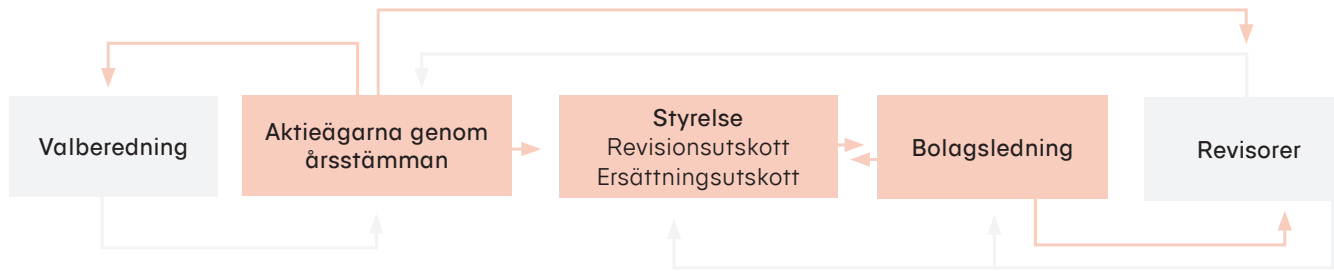 Valberedning
Aktieägarna genom
årsstämman
Styrelse
Revisionsutskott
Ersättningsutskott
Bolagsledning
Revisorer